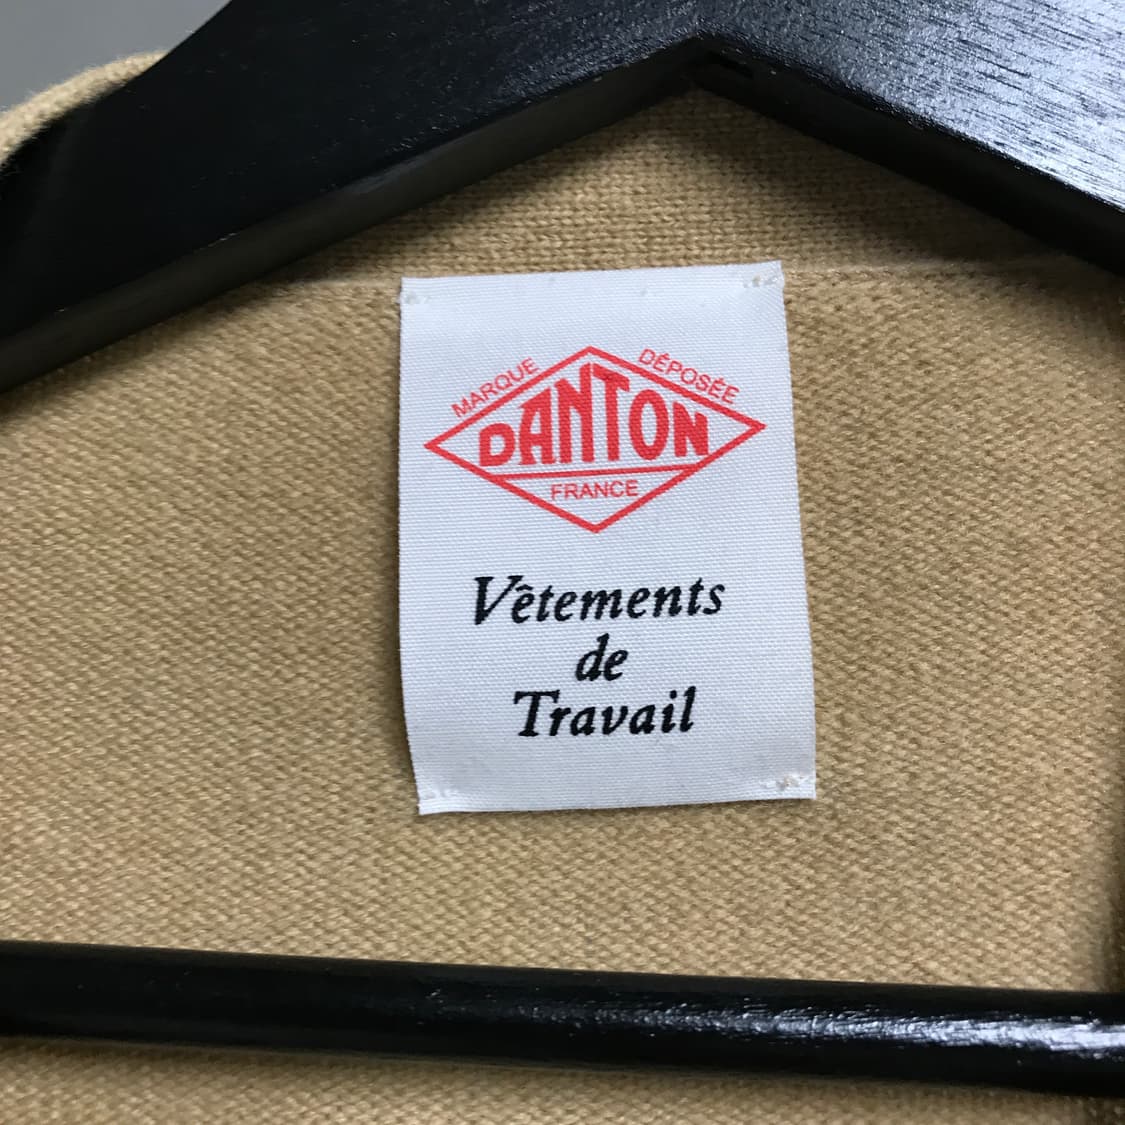 MARQUE DÉPOSÉE
DANTON
FRANCE
Vêtements
de
Travail